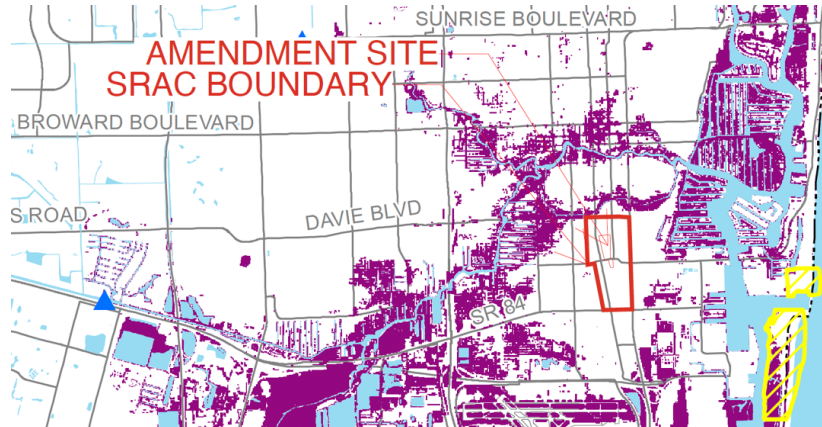 SUNRISE BOULEVARD
AMENDMENT SITE
SRAC BOUNDARY
BROWARD BOULEVARD
S ROAD
DAVIE BLVD
SR 84